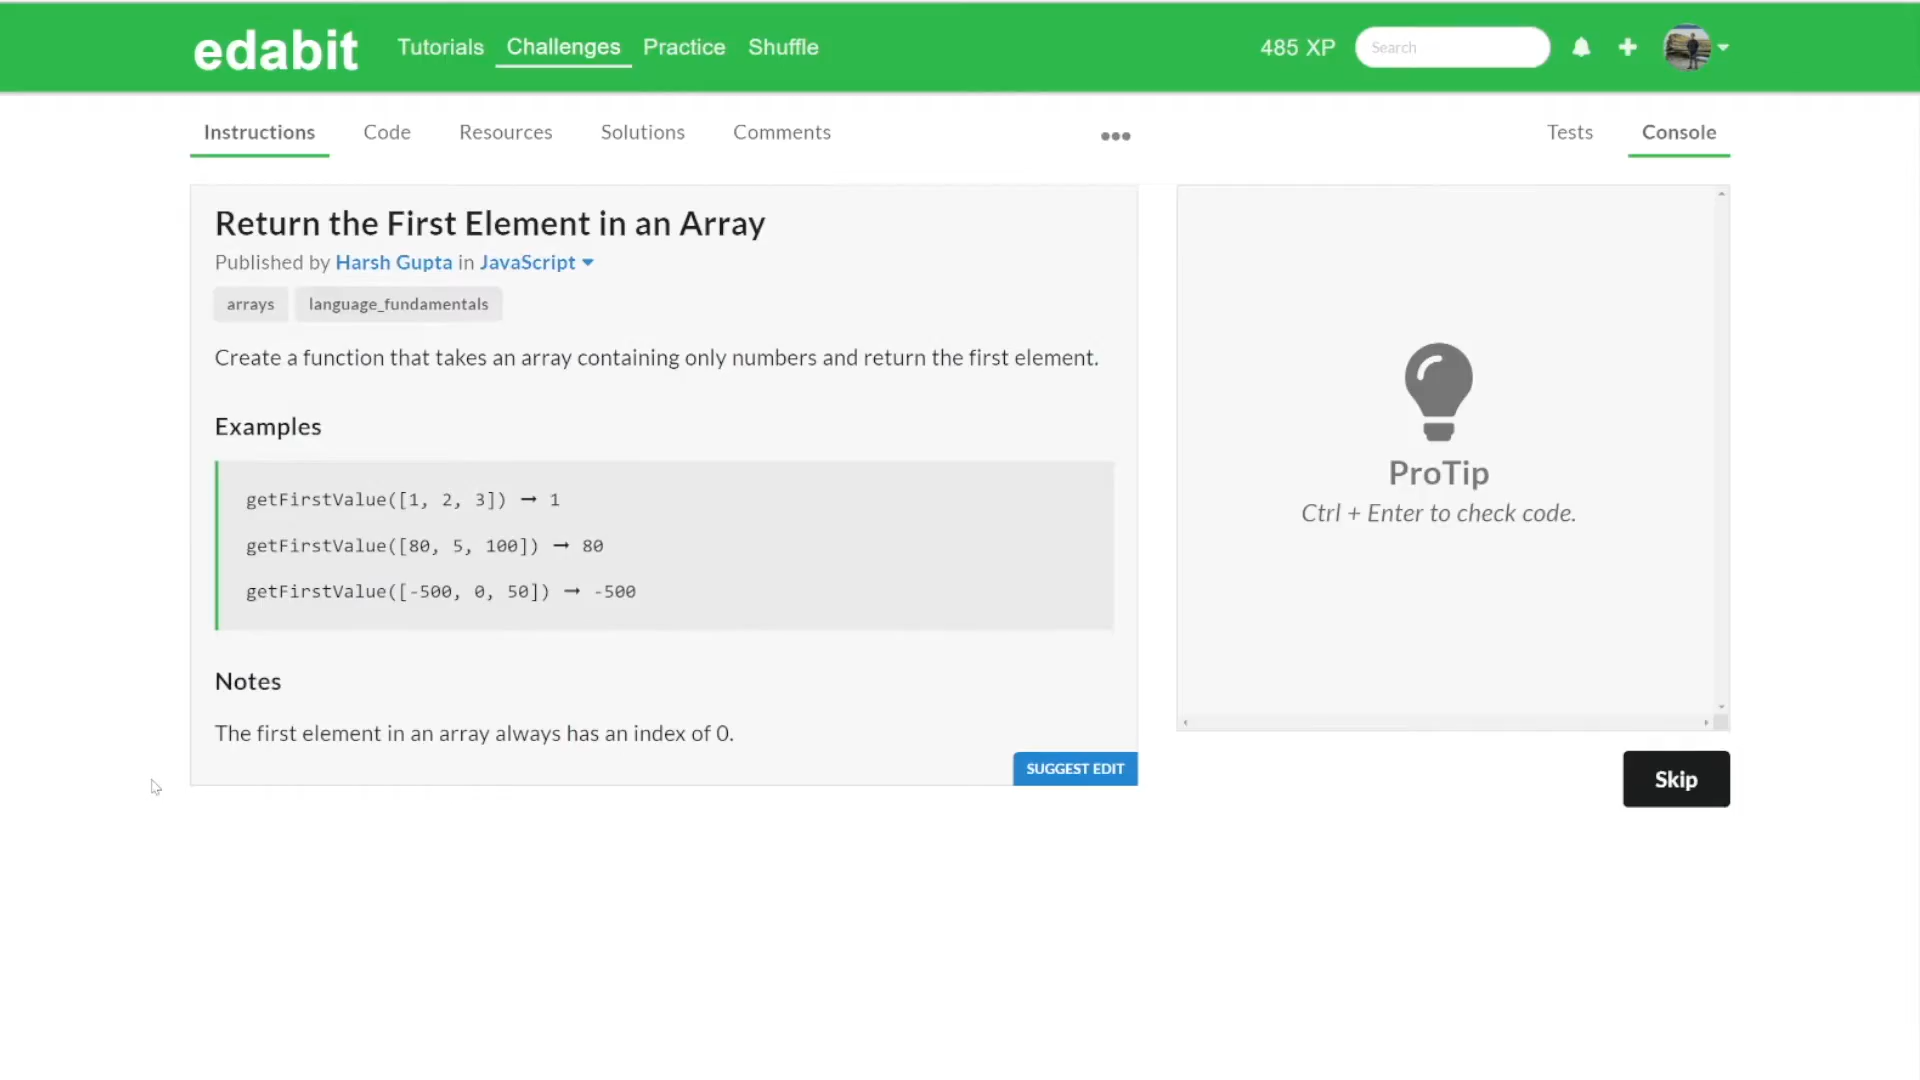 edabit
Tutorials Challenges Practice Shuffle
485 XP
Search
Instructions Code Resources Solutions Comments
Tests Console
Return the First Element in an Array
Published by Harsh Gupta in JavaScript
arrays language_fundamentals
Create a function that takes an array containing only numbers and return the first element.
Examples
getFirstValue([1, 2, 3]) ➞ 1
getFirstValue([80, 5, 100]) ➞ 80
getFirstValue([-500, 0, 50]) ➞ -500
Notes
The first element in an array always has an index of 0.
SUGGEST EDIT
ProTip
Ctrl + Enter to check code.
Skip